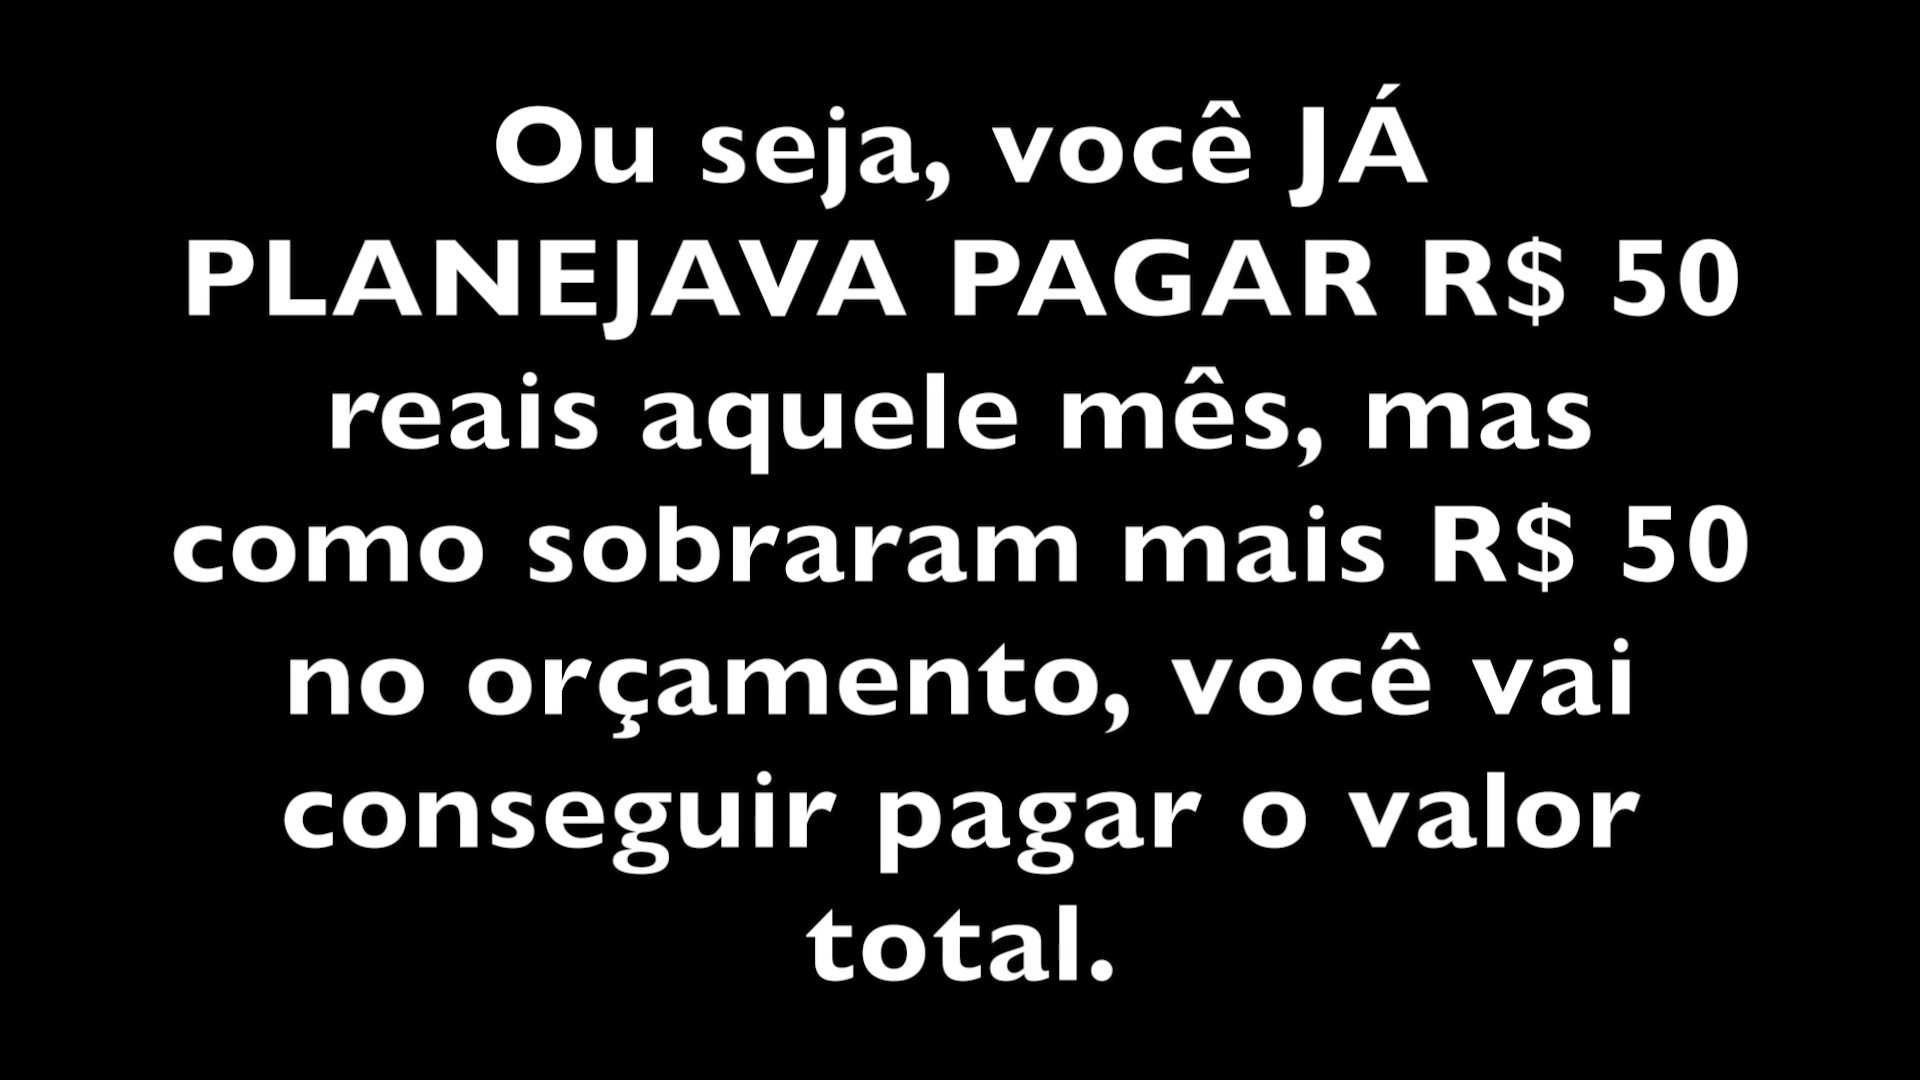 Ou seja, você JÁ
PLANEJAVA PAGAR R$ 50
reais aquele mês, mas
como sobraram mais R$ 50
no orçamento, você vai
conseguir pagar o valor
total.